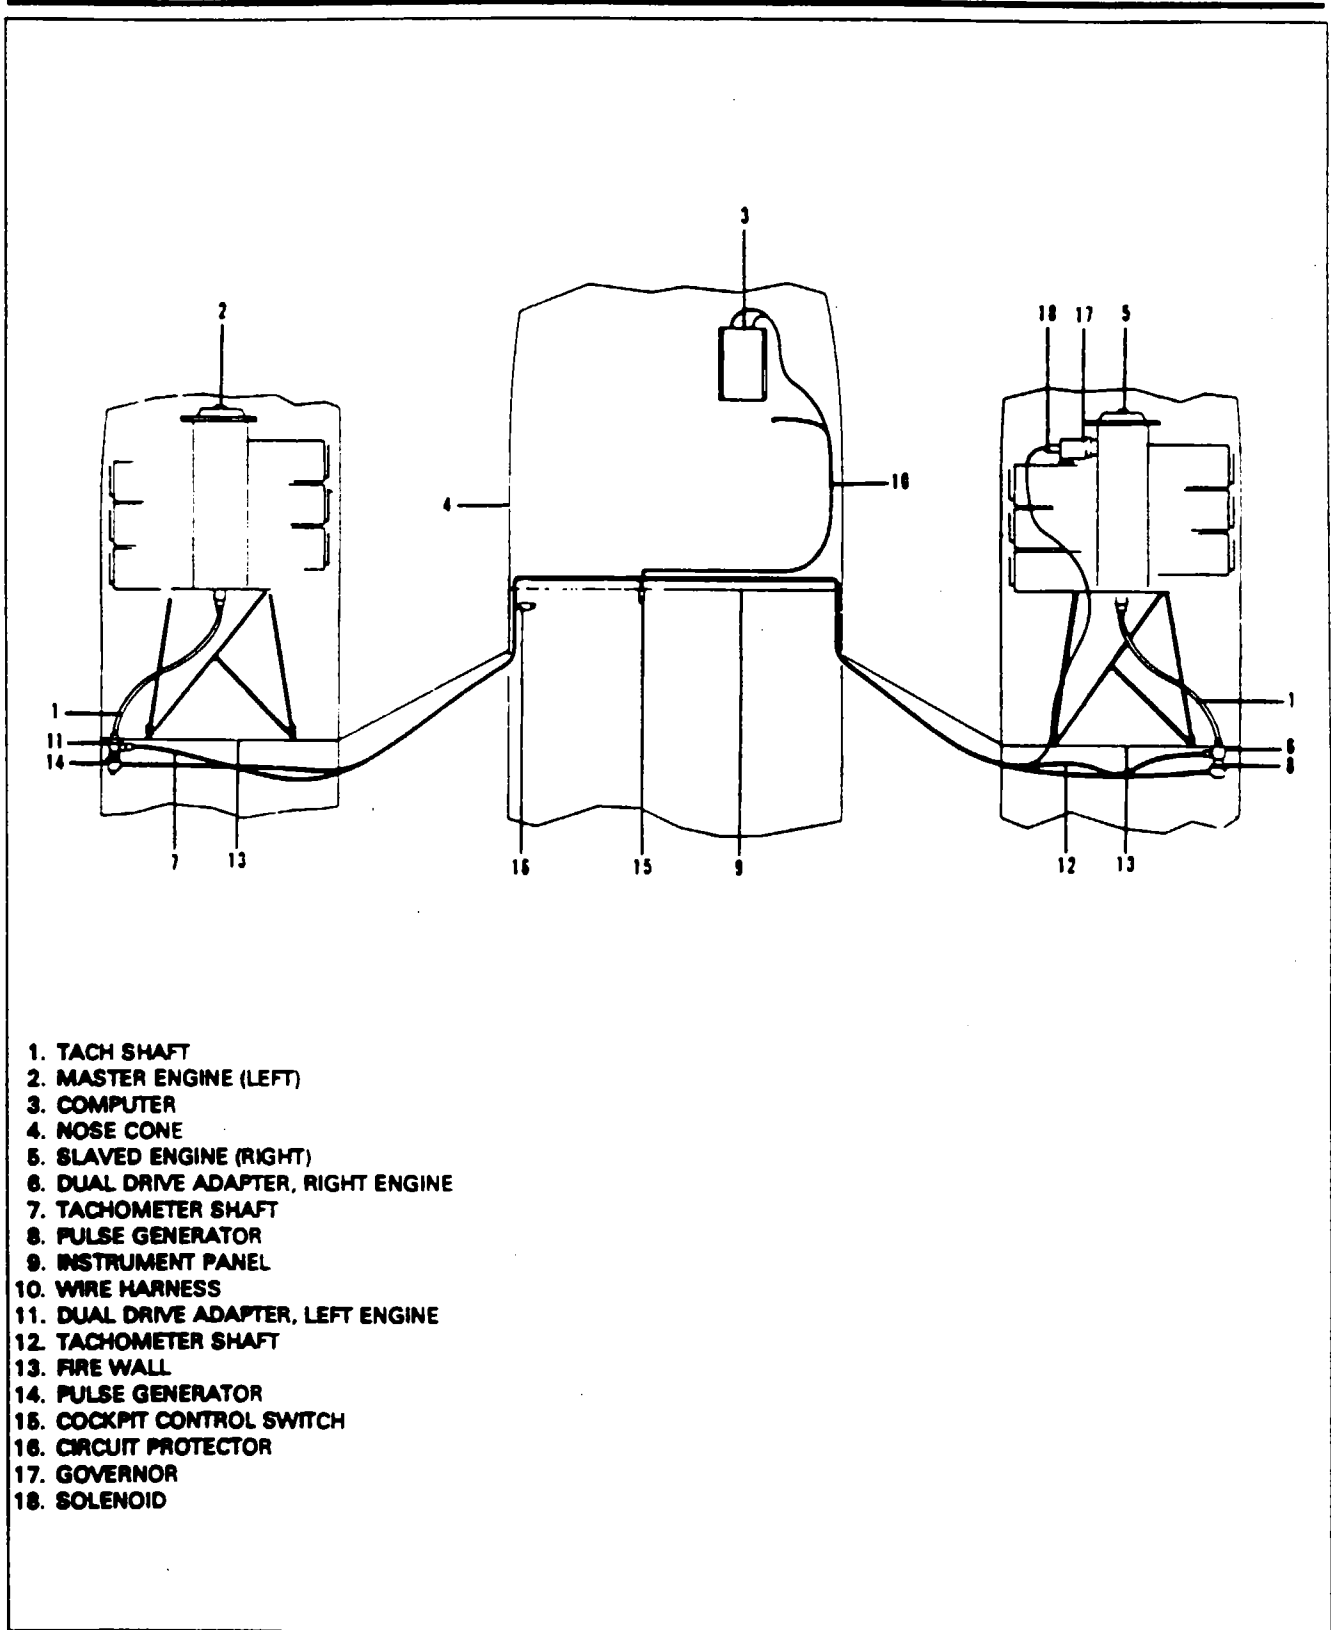 3
2
18 17 5
4
10
1
11
14
1
6
8
7 13
16 15 9
12 13
1. TACH SHAFT
2. MASTER ENGINE (LEFT)
3. COMPUTER
4. NOSE CONE
5. SLAVED ENGINE (RIGHT)
6. DUAL DRIVE ADAPTER, RIGHT ENGINE
7. TACHOMETER SHAFT
8. PULSE GENERATOR
9. INSTRUMENT PANEL
10. WIRE HARNESS
11. DUAL DRIVE ADAPTER, LEFT ENGINE
12. TACHOMETER SHAFT
13. FIRE WALL
14. PULSE GENERATOR
15. COCKPIT CONTROL SWITCH
16. CIRCUIT PROTECTOR
17. GOVERNOR
18. SOLENOID